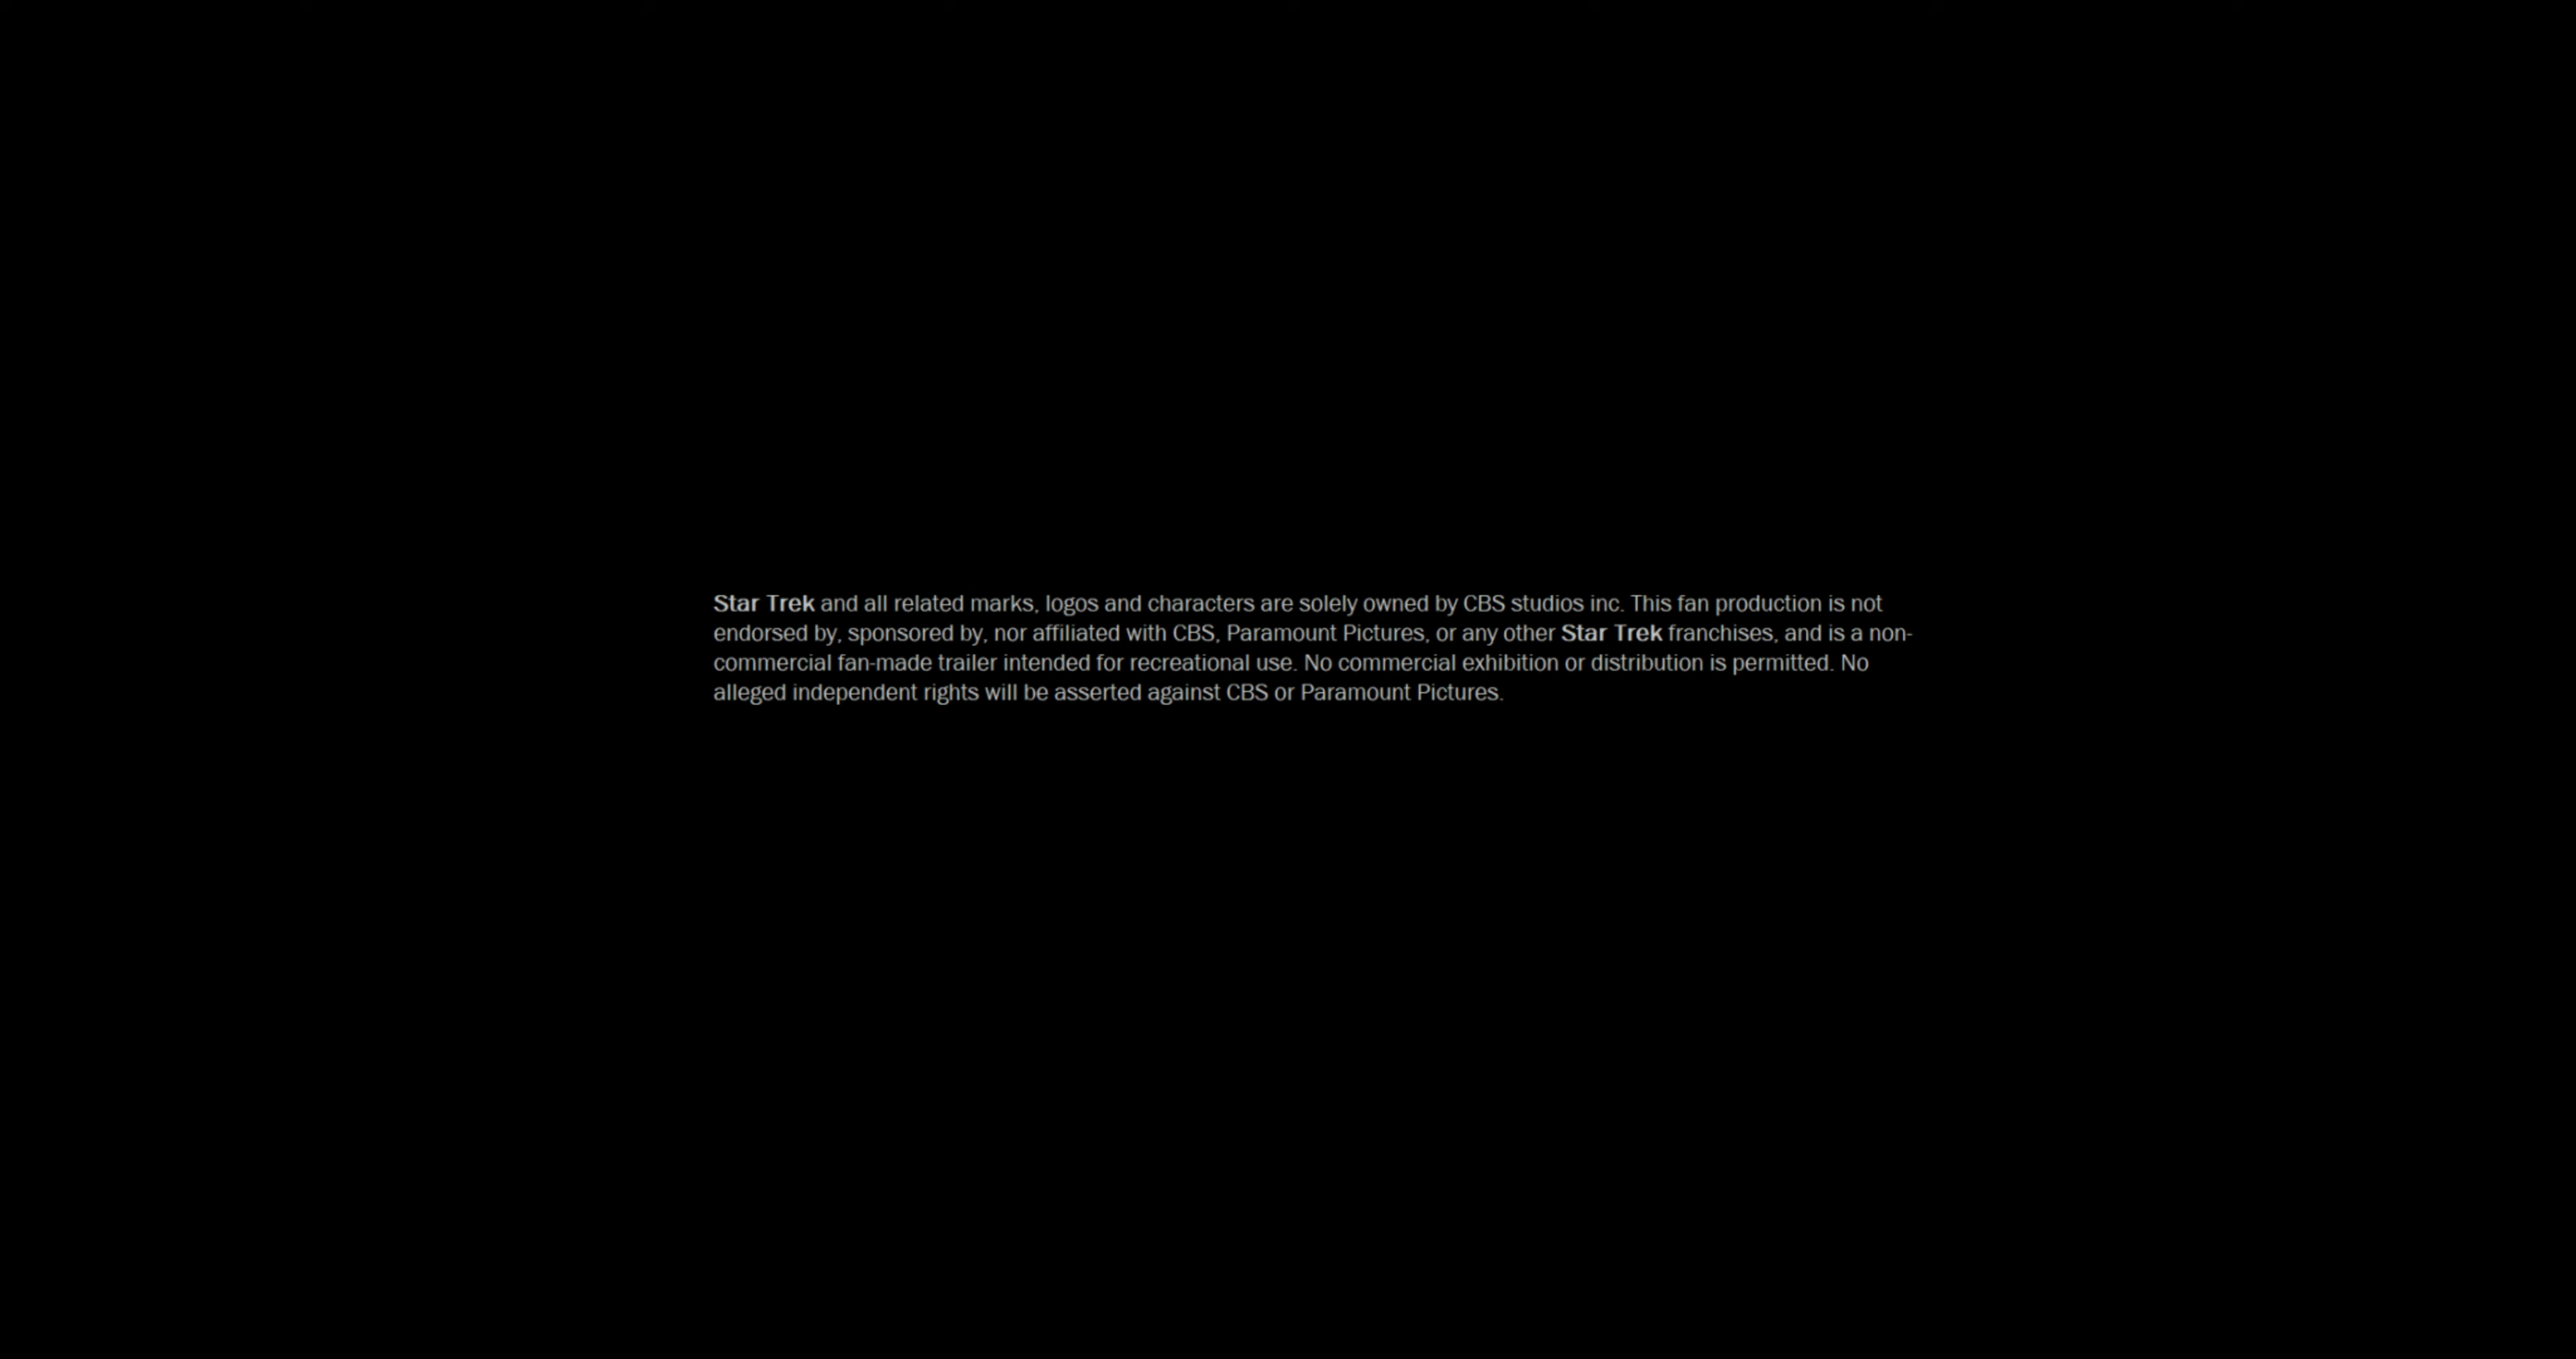 Star Trek and all related marks, logos and characters are solely owned by CBS studios inc. This fan production is not
endorsed by, sponsored by, nor affiliated with CBS, Paramount Pictures, or any other Star Trek franchises, and is a non-
commercial fan-made trailer intended for recreational use. No commercial exhibition or distribution is permitted. No
alleged independent rights will be asserted against CBS or Paramount Pictures.